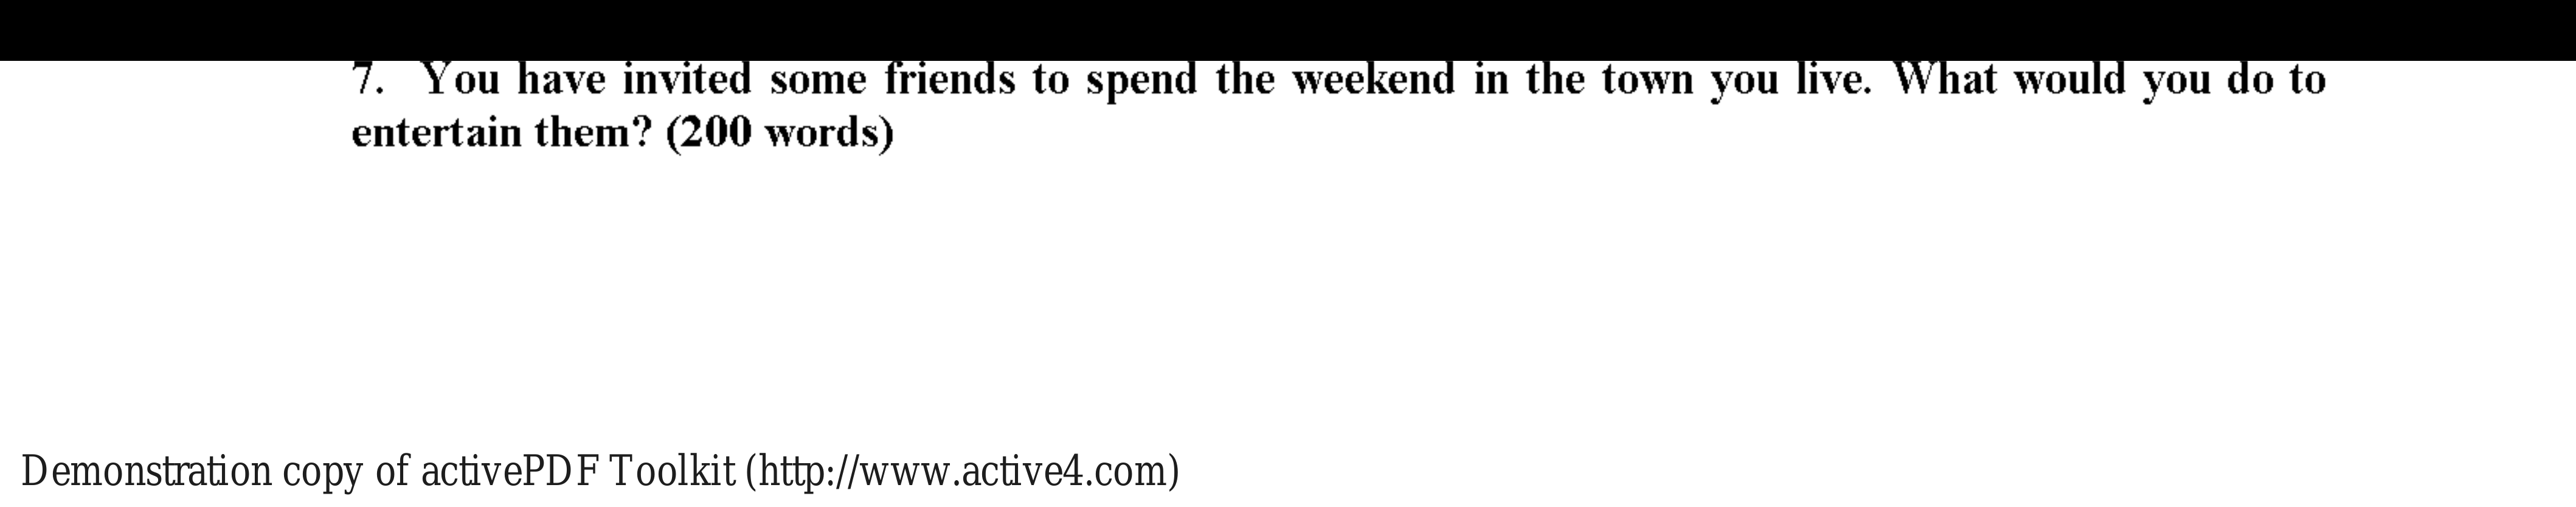 7. You have invited some friends to spend the weekend in the town you live. What would you do to
entertain them? (200 words)
Demonstration copy of activePDF Toolkit (http://www.active4.com)